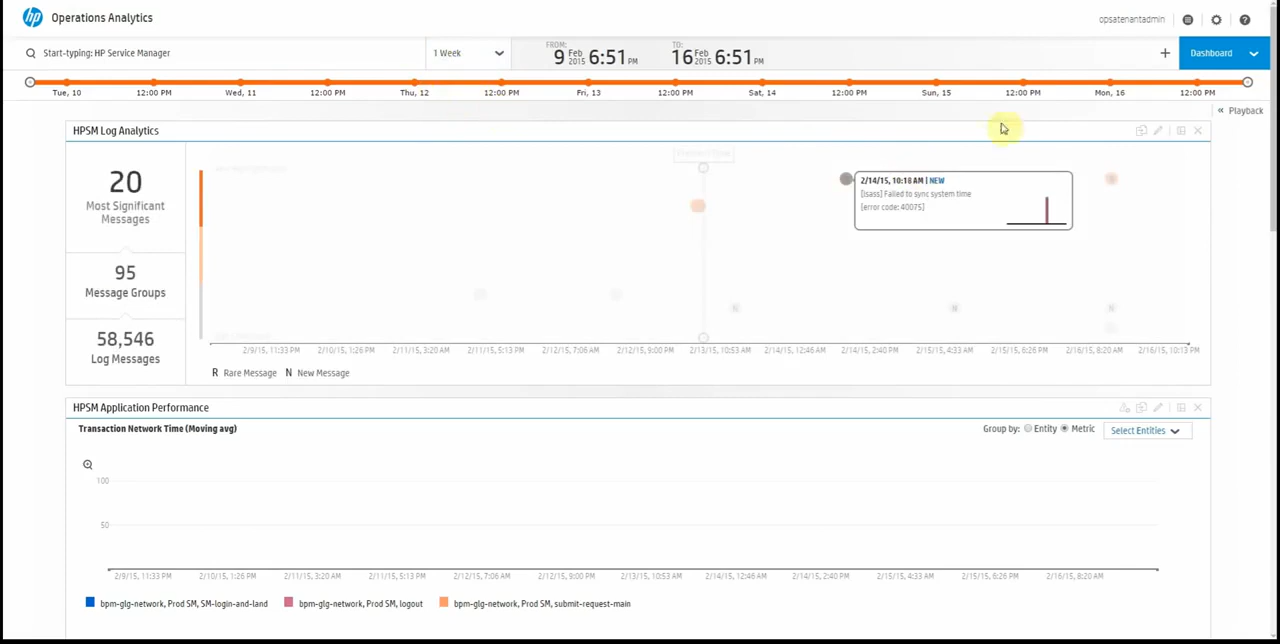 hp Operations Analytics
opsatenantadmin
Start-typing: HP Service Manager
1 Week
FROM: 9 Feb 2015 6:51 PM
TO: 16 Feb 2015 6:51 PM
Dashboard
Tue, 10 12:00 PM Wed, 11 12:00 PM Thu, 12 12:00 PM Fri, 13 12:00 PM Sat, 14 12:00 PM Sun, 15 12:00 PM Mon, 16 12:00 PM
« Playback
HPSM Log Analytics
20
Most Significant
Messages
95
Message Groups
58,546
Log Messages
2/14/15, 10:18 AM | NEW
[lsass] Failed to sync system time
[error code: 40075]
N N N
2/9/15, 11:33 PM 2/10/15, 1:26 PM 2/11/15, 3:20 AM 2/11/15, 5:13 PM 2/12/15, 7:06 AM 2/12/15, 9:00 PM 2/13/15, 10:53 AM 2/14/15, 12:46 AM 2/14/15, 2:40 PM 2/15/15, 4:33 AM 2/15/15, 6:26 PM 2/16/15, 8:20 AM 2/16/15, 10:13 PM
R Rare Message N New Message
HPSM Application Performance
Transaction Network Time (Moving avg)
Group by: Entity Metric
Select Entities
100
50
2/9/15, 11:33 PM 2/10/15, 1:26 PM 2/11/15, 3:20 AM 2/11/15, 5:13 PM 2/12/15, 7:06 AM 2/12/15, 9:00 PM 2/13/15, 10:53 AM 2/14/15, 12:46 AM 2/14/15, 2:40 PM 2/15/15, 4:33 AM 2/15/15, 6:26 PM 2/16/15, 8:20 AM
bpm-glg-network, Prod SM, SM-login-and-land bpm-glg-network, Prod SM, logout bpm-glg-network, Prod SM, submit-request-main